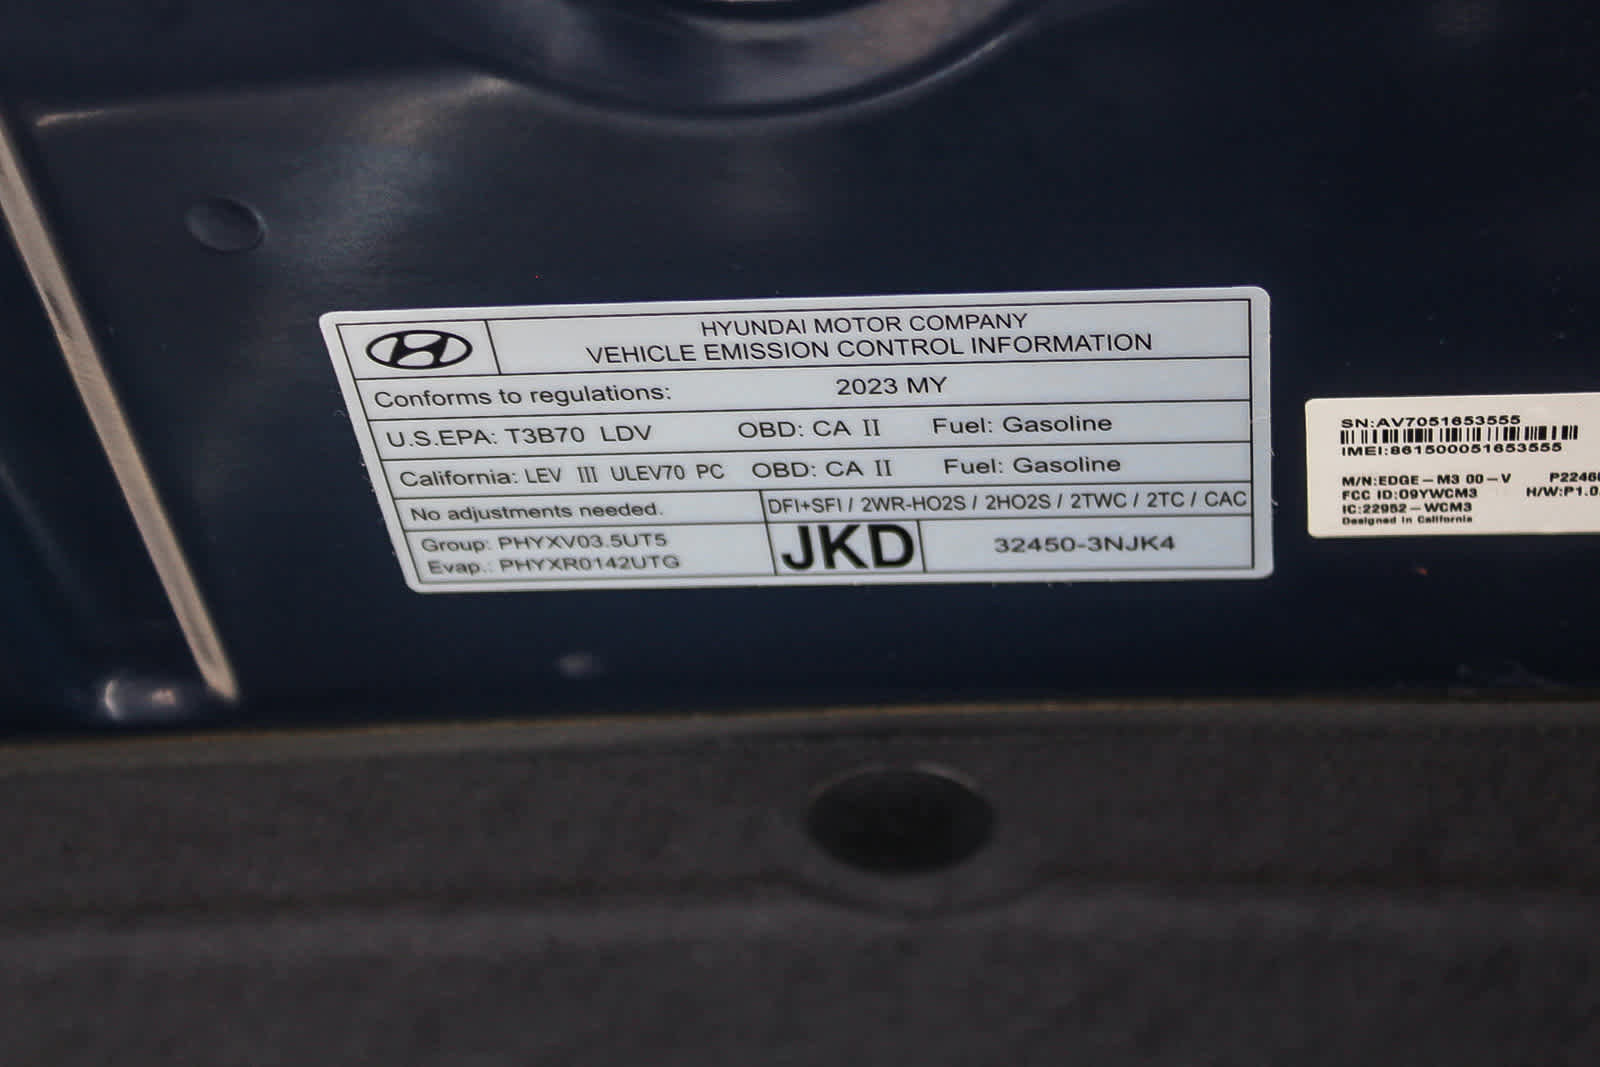 HYUNDAI MOTOR COMPANY
VEHICLE EMISSION CONTROL INFORMATION
Conforms to regulations: 2023 MY
U.S.EPA: T3B70 LDV OBD: CA II Fuel: Gasoline
California: LEV III ULEV70 PC OBD: CA II Fuel: Gasoline
No adjustments needed. DFI+SFI / 2WR-HO2S / 2HO2S / 2TWC / 2TC / CAC
Group: PHYXV03.5UT5
Evap.: PHYXR0142UTG
JKD
32450-3NJK4
SN:AV7051653555
IMEI:861500051653555
M/N:EDGE-M3 00-V
FCC ID:O9YWCM3 H/W:P1.0
IC:22952-WCM3
Designed in California